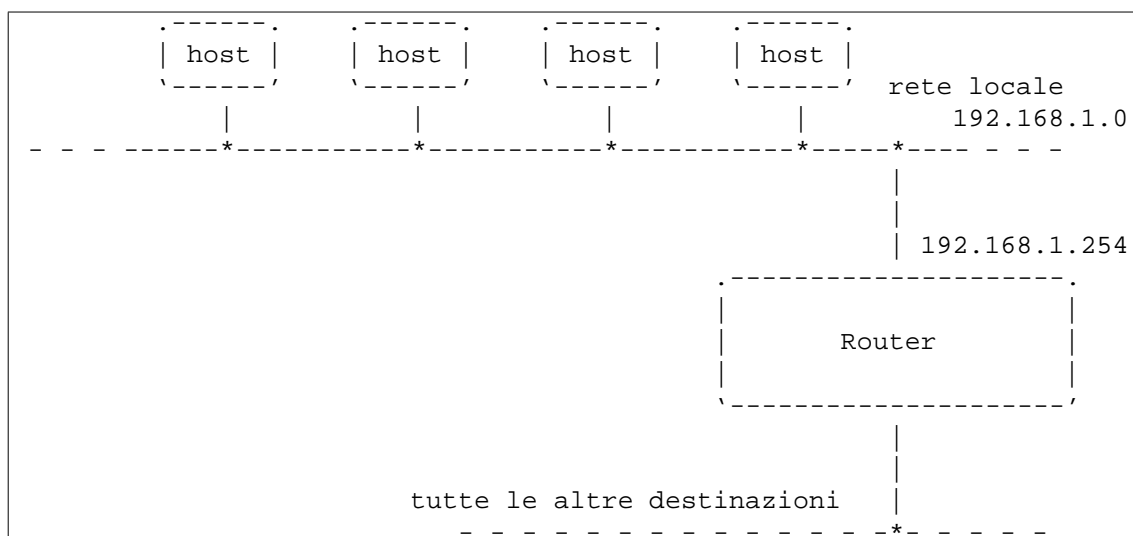 host host host host
rete locale
192.168.1.0
192.168.1.254
Router
tutte le altre destinazioni